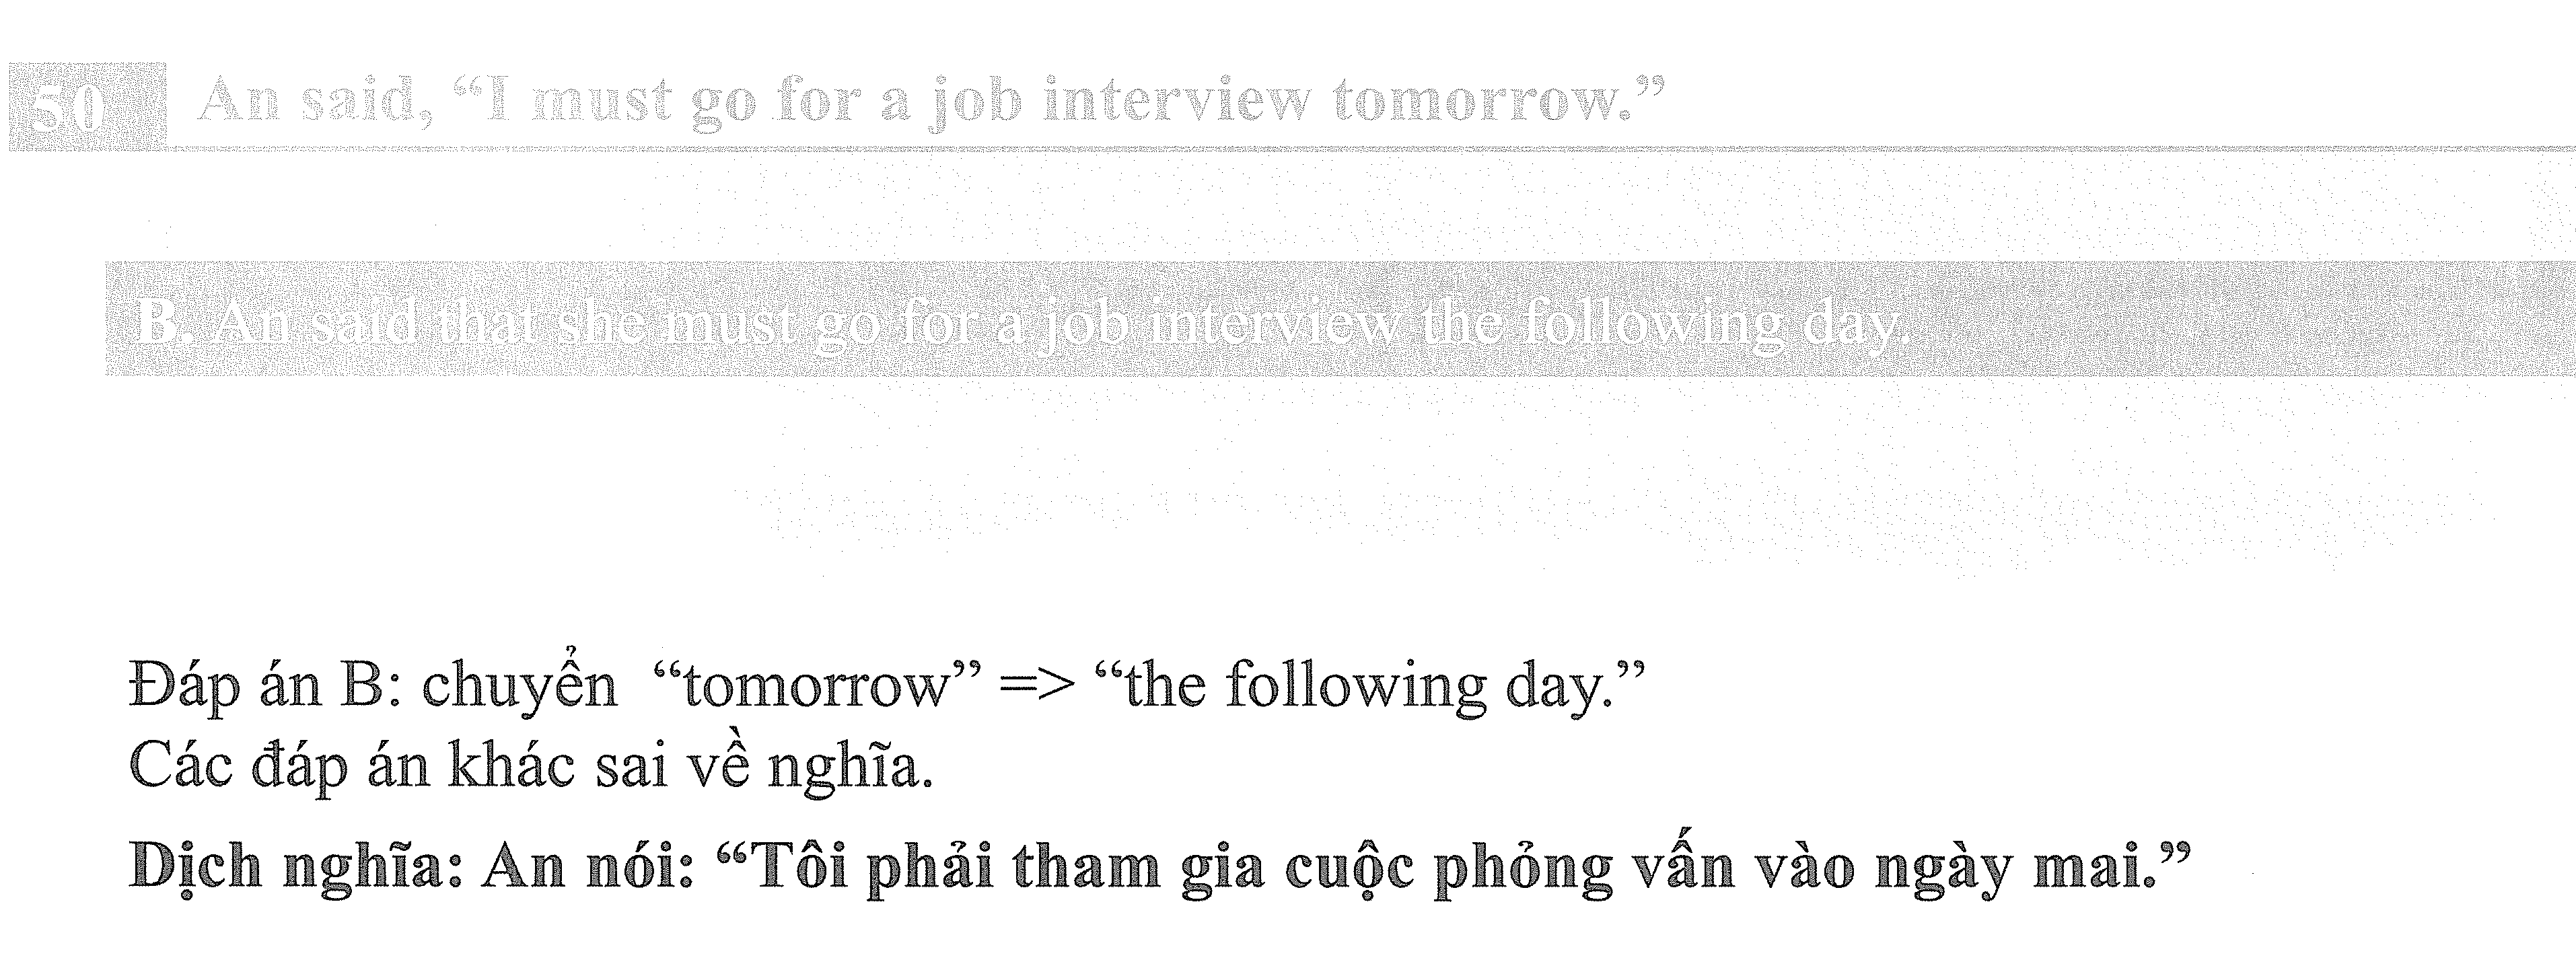 50 An said, “I must go for a job interview tomorrow.”
B. An said that she must go for a job interview the following day.
Đáp án B: chuyển “tomorrow” => “the following day.”
Các đáp án khác sai về nghĩa.
Dịch nghĩa: An nói: “Tôi phải tham gia cuộc phỏng vấn vào ngày mai.”